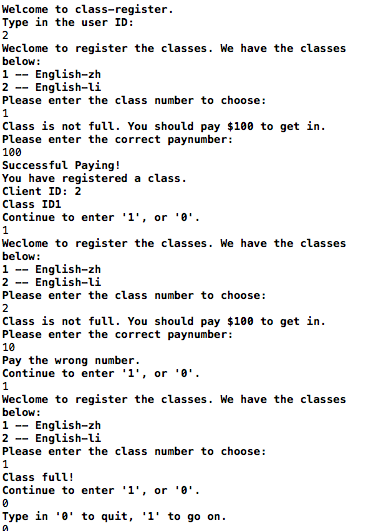 Welcome to class-register.
Type in the user ID:
2
Weclome to register the classes. We have the classes
below:
1 -- English-zh
2 -- English-li
Please enter the class number to choose:
1
Class is not full. You should pay $100 to get in.
Please enter the correct paynumber:
100
Successful Paying!
You have registered a class.
Client ID: 2
Class ID1
Continue to enter '1', or '0'.
1
Weclome to register the classes. We have the classes
below:
1 -- English-zh
2 -- English-li
Please enter the class number to choose:
2
Class is not full. You should pay $100 to get in.
Please enter the correct paynumber:
10
Pay the wrong number.
Continue to enter '1', or '0'.
1
Weclome to register the classes. We have the classes
below:
1 -- English-zh
2 -- English-li
Please enter the class number to choose:
1
Class full!
Continue to enter '1', or '0'.
0
Type in '0' to quit, '1' to go on.
0